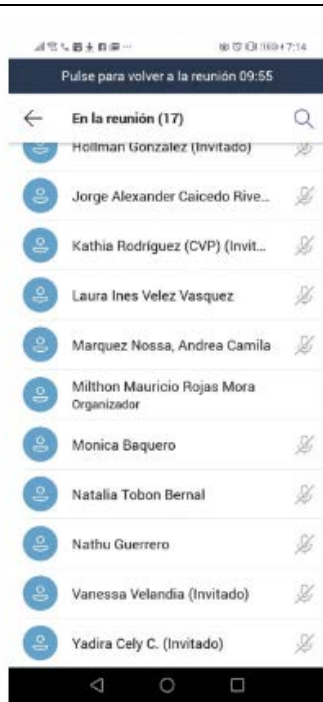 7:14
Pulse para volver a la reunión 09:55
En la reunión (17)
Hollman Gonzalez (Invitado)
Jorge Alexander Caicedo Rive...
Kathia Rodríguez (CVP) (Invit...
Laura Ines Velez Vasquez
Marquez Nossa, Andrea Camila
Milthon Mauricio Rojas Mora
Organizador
Monica Baquero
Natalia Tobon Bernal
Nathu Guerrero
Vanessa Velandia (Invitado)
Yadira Cely C. (Invitado)